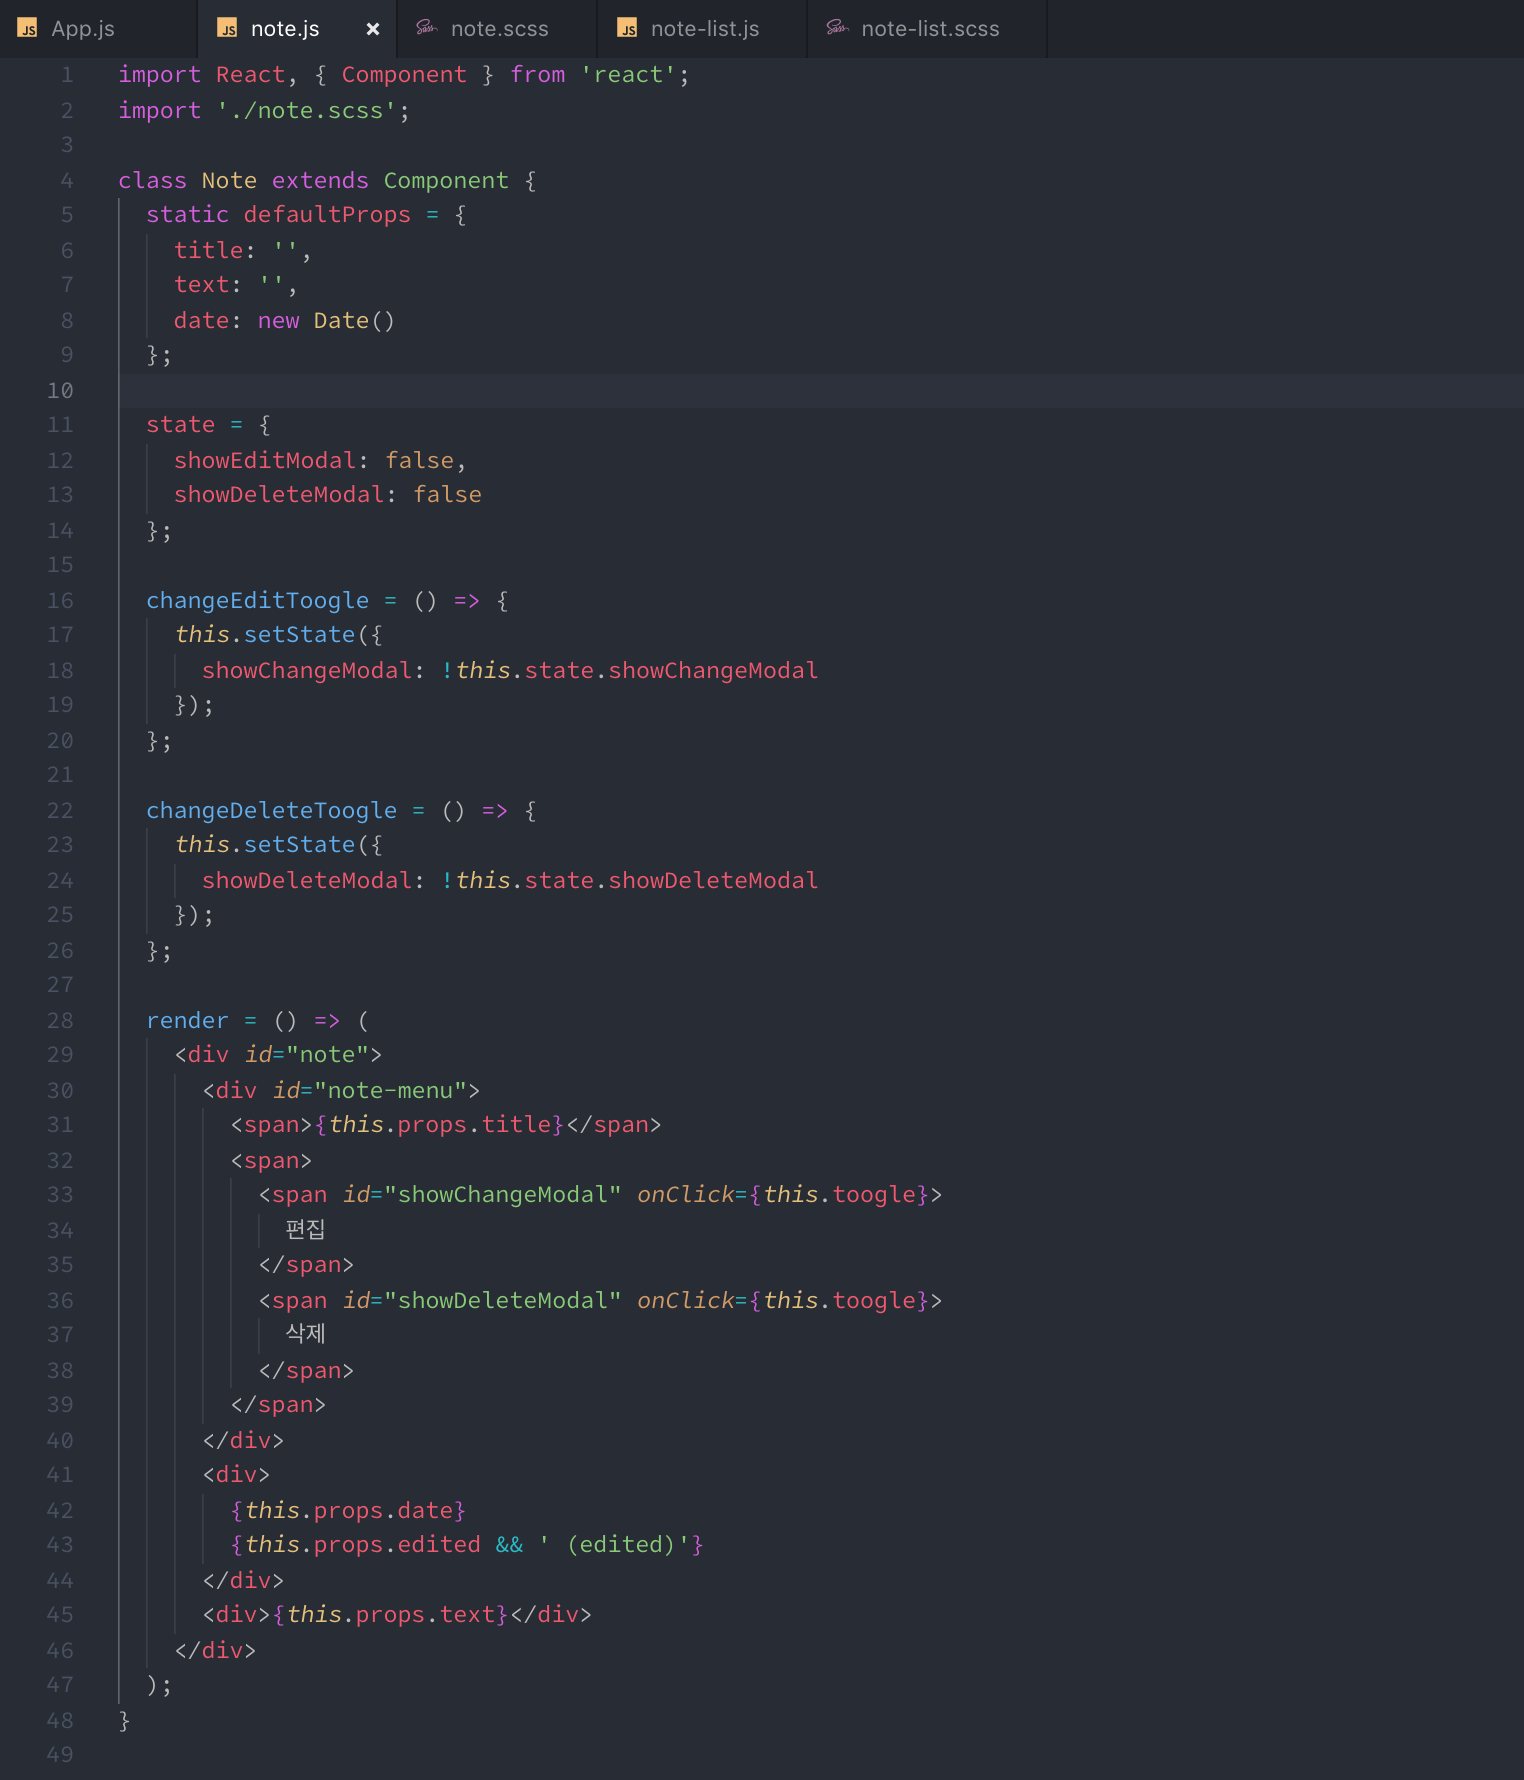 App.js
note.js
note.scss
note-list.js
note-list.scss
1 import React, { Component } from 'react';
2 import './note.scss';
3
4 class Note extends Component {
5   static defaultProps = {
6     title: '',
7     text: '',
8     date: new Date()
9   };
10
11   state = {
12     showEditModal: false,
13     showDeleteModal: false
14   };
15
16   changeEditToogle = () => {
17     this.setState({
18       showChangeModal: !this.state.showChangeModal
19     });
20   };
21
22   changeDeleteToogle = () => {
23     this.setState({
24       showDeleteModal: !this.state.showDeleteModal
25     });
26   };
27
28   render = () => (
29     <div id="note">
30       <div id="note-menu">
31         <span>{this.props.title}</span>
32         <span>
33           <span id="showChangeModal" onClick={this.toogle}>
34             편집
35           </span>
36           <span id="showDeleteModal" onClick={this.toogle}>
37             삭제
38           </span>
39         </span>
40       </div>
41       <div>
42         {this.props.date}
43         {this.props.edited && ' (edited)'}
44       </div>
45       <div>{this.props.text}</div>
46     </div>
47   );
48 }
49